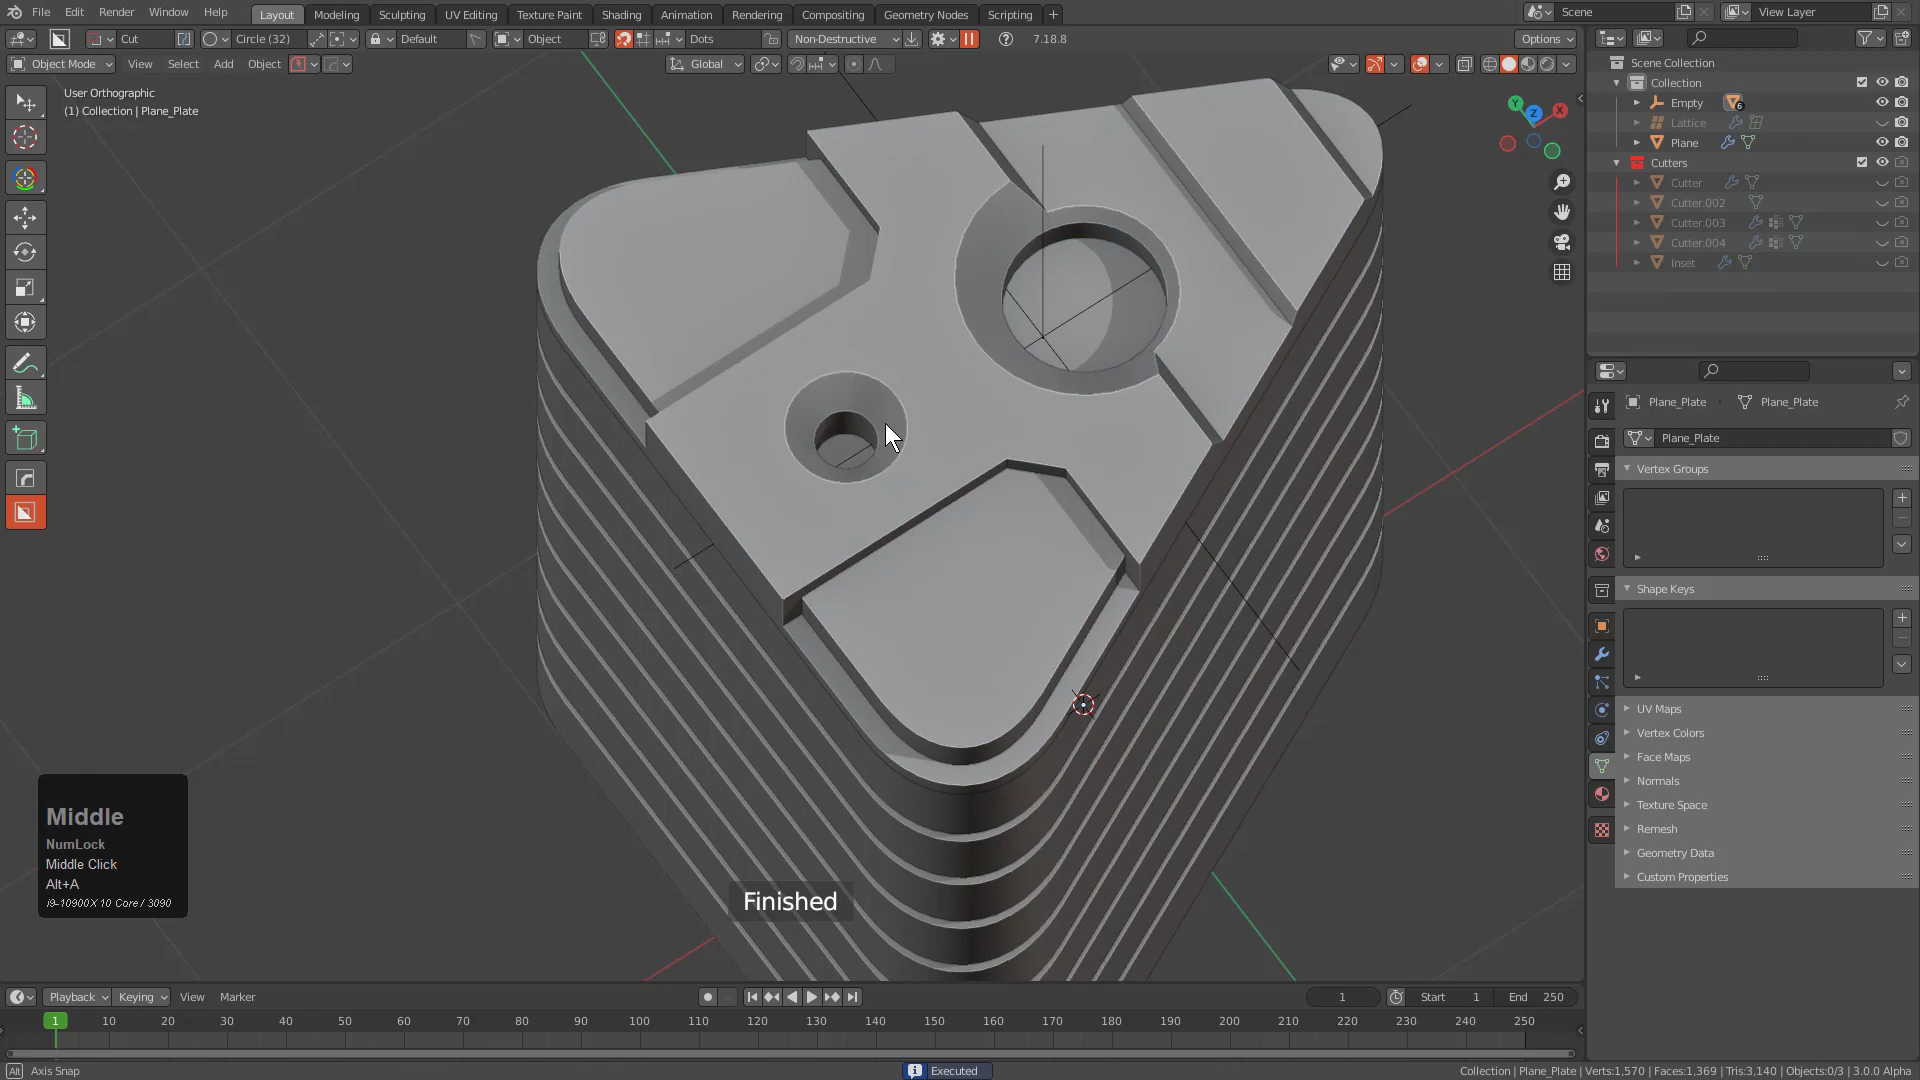 File Edit Render Window Help Layout Modeling Sculpting UV Editing Texture Paint Shading Animation Rendering Compositing Geometry Nodes Scripting + Scene View Layer
Cut Circle (32) Default Object Dots Non-Destructive 7.18.8 Options
Object Mode View Select Add Object Global
User Orthographic
(1) Collection | Plane_Plate
Y
X
Z
Scene Collection
Collection
Empty 6
Lattice
Plane
Cutters
Cutter
Cutter.002
Cutter.003
Cutter.004
Inset
Plane_Plate Plane_Plate
Plane_Plate
Vertex Groups
Shape Keys
UV Maps
Vertex Colors
Face Maps
Normals
Texture Space
Remesh
Geometry Data
Custom Properties
Middle
NumLock
Middle Click
Alt+A
i9-10900X 10 Core / 3090
Finished
Playback Keying View Marker 1 Start 1 End 250
1 10 20 30 40 50 60 70 80 90 100 110 120 130 140 150 160 170 180 190 200 210 220 230 240 250
Alt Axis Snap Executed Collection | Plane_Plate | Verts:1,570 | Faces:1,369 | Tris:3,140 | Objects:0/3 | 3.0.0 Alpha